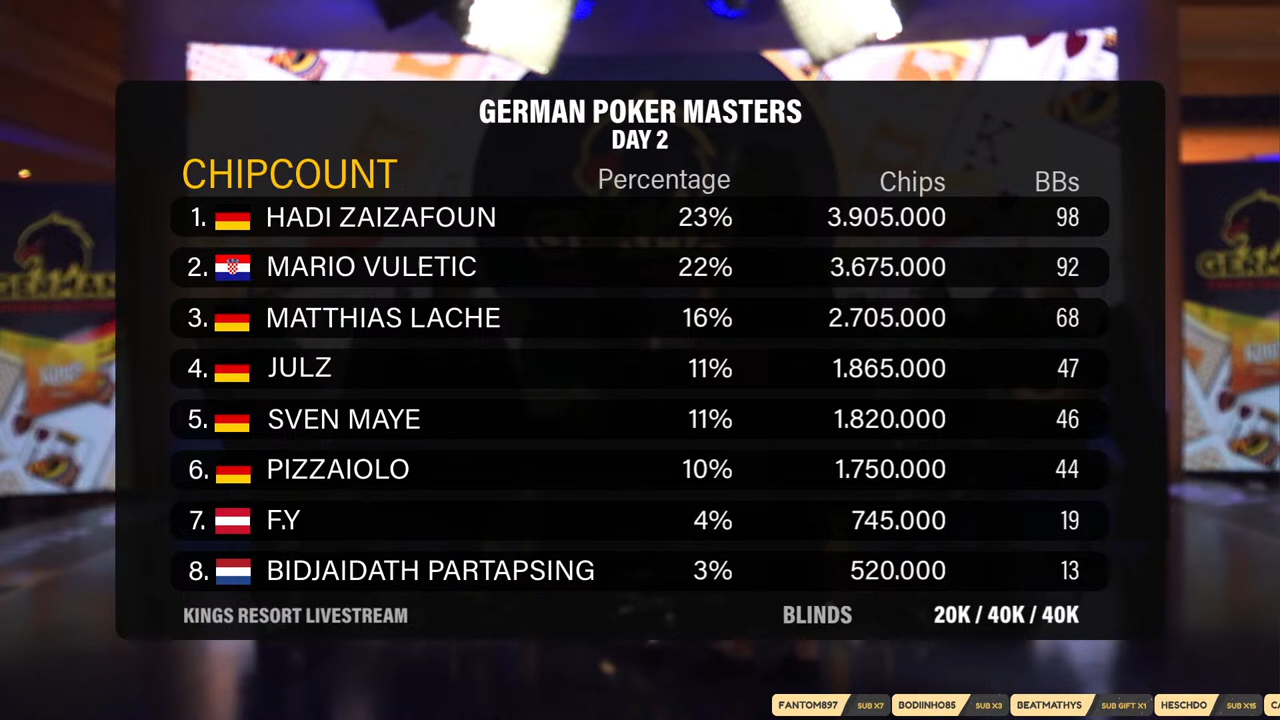 GERMAN POKER MASTERS
DAY 2
CHIPCOUNT Percentage Chips BBs
1. HADI ZAIZAFOUN 23% 3.905.000 98
2. MARIO VULETIC 22% 3.675.000 92
3. MATTHIAS LACHE 16% 2.705.000 68
4. JULZ 11% 1.865.000 47
5. SVEN MAYE 11% 1.820.000 46
6. PIZZAIOLO 10% 1.750.000 44
7. F.Y 4% 745.000 19
8. BIDJAIDATH PARTAPSING 3% 520.000 13
KINGS RESORT LIVESTREAM BLINDS 20K / 40K / 40K
FANTOM897 SUB X7 BODIINHO85 SUB X3 BEATMATHYS SUB GIFT X1 HESCHDO SUB X15